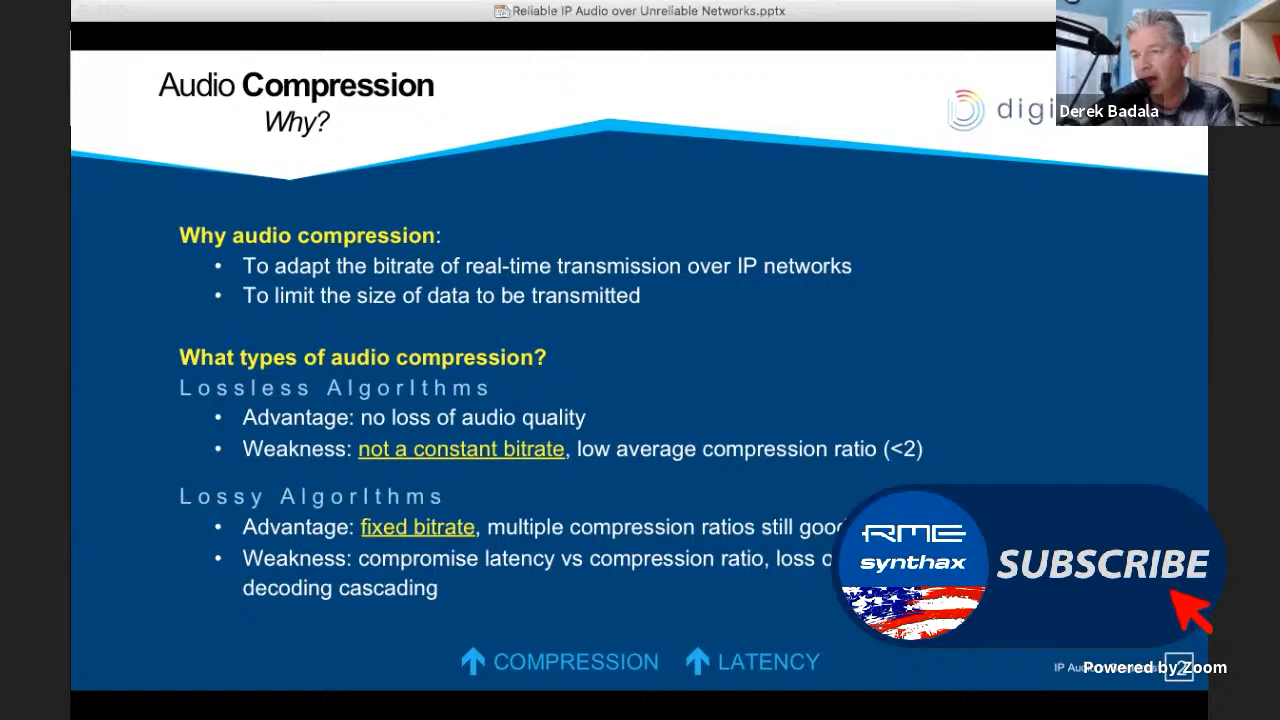 Reliable IP Audio over Unreliable Networks.pptx
Audio Compression
Why?
digi
Derek Badala
Why audio compression:
• To adapt the bitrate of real-time transmission over IP networks
• To limit the size of data to be transmitted
What types of audio compression?
Lossless AlgorIthms
• Advantage: no loss of audio quality
• Weakness: not a constant bitrate, low average compression ratio (<2)
Lossy AlgorIthms
• Advantage: fixed bitrate, multiple compression ratios still good
• Weakness: compromise latency vs compression ratio, loss
decoding cascading
RME
synthax
SUBSCRIBE
COMPRESSION LATENCY
IP
Powered by Zoom
2